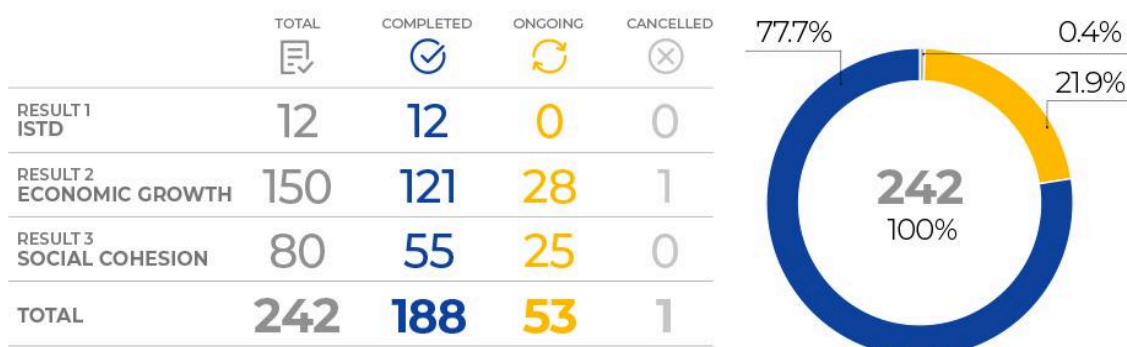 TOTAL COMPLETED ONGOING CANCELLED
RESULT 1
ISTD
12 12 0 0
RESULT 2
ECONOMIC GROWTH
150 121 28 1
RESULT 3
SOCIAL COHESION
80 55 25 0
TOTAL 242 188 53 1
77.7%
0.4%
21.9%
242
100%